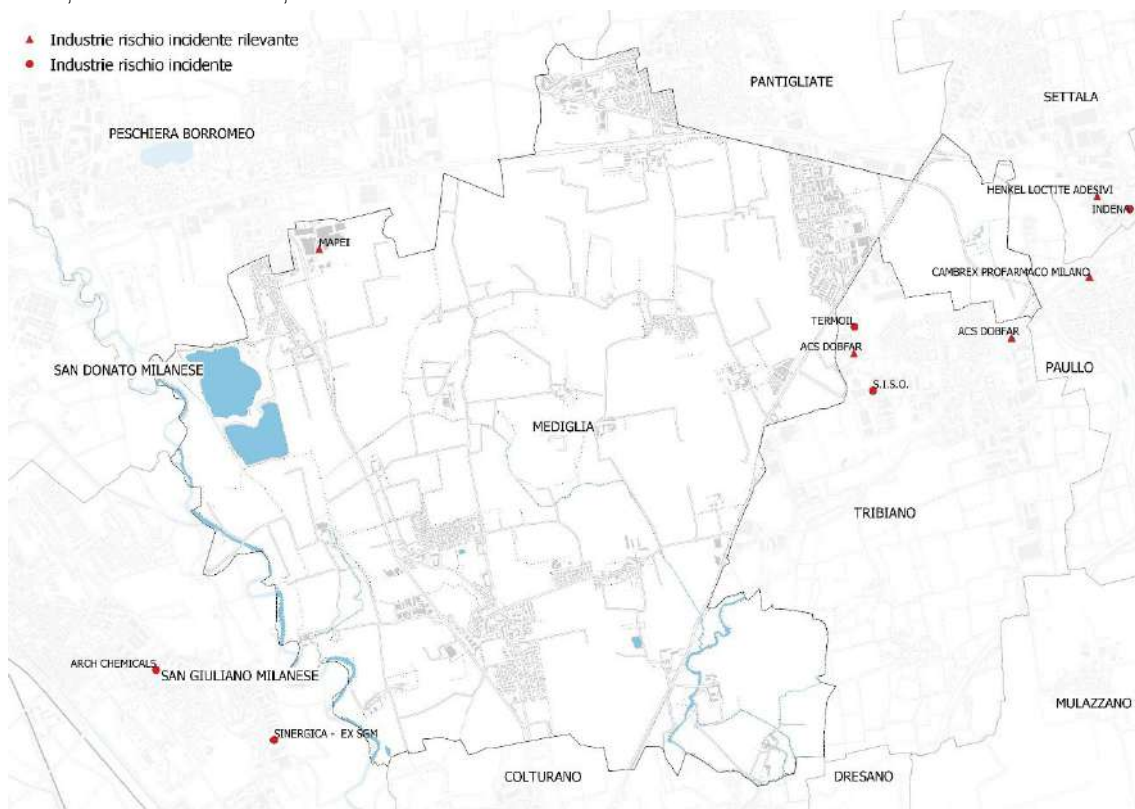 Industrie rischio incidente rilevante
Industrie rischio incidente
PANTIGLIATE
SETTALA
PESCHIERA BORROMEO
HENKEL LOCTITE ADESIVI
INDENA
MAPEI
CAMBREX PROFARMACO MILANO
TERMOIL
ACS DOBFAR
ACS DOBFAR
PAULLO
SAN DONATO MILANESE
S.I.S.O.
MEDIGLIA
TRIBIANO
ARCH CHEMICALS
SAN GIULIANO MILANESE
MULAZZANO
SINERGICA - EX SGM
COLTURANO
DRESANO